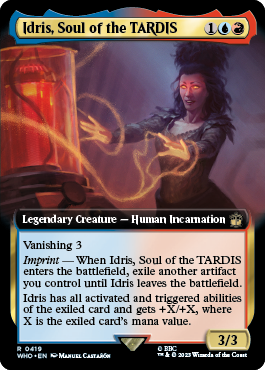 Idris, Soul of the TARDIS 1
Legendary Creature — Human Incarnation
Vanishing 3
Imprint — When Idris, Soul of the TARDIS
enters the battlefield, exile another artifact
you control until Idris leaves the battlefield.
Idris has all activated and triggered abilities
of the exiled card and gets +X/+X, where
X is the exiled card's mana value.
3/3
R 0419
WHO • EN MANUEL CASTAÑÓN
© BBC
™ & © 2023 Wizards of the Coast